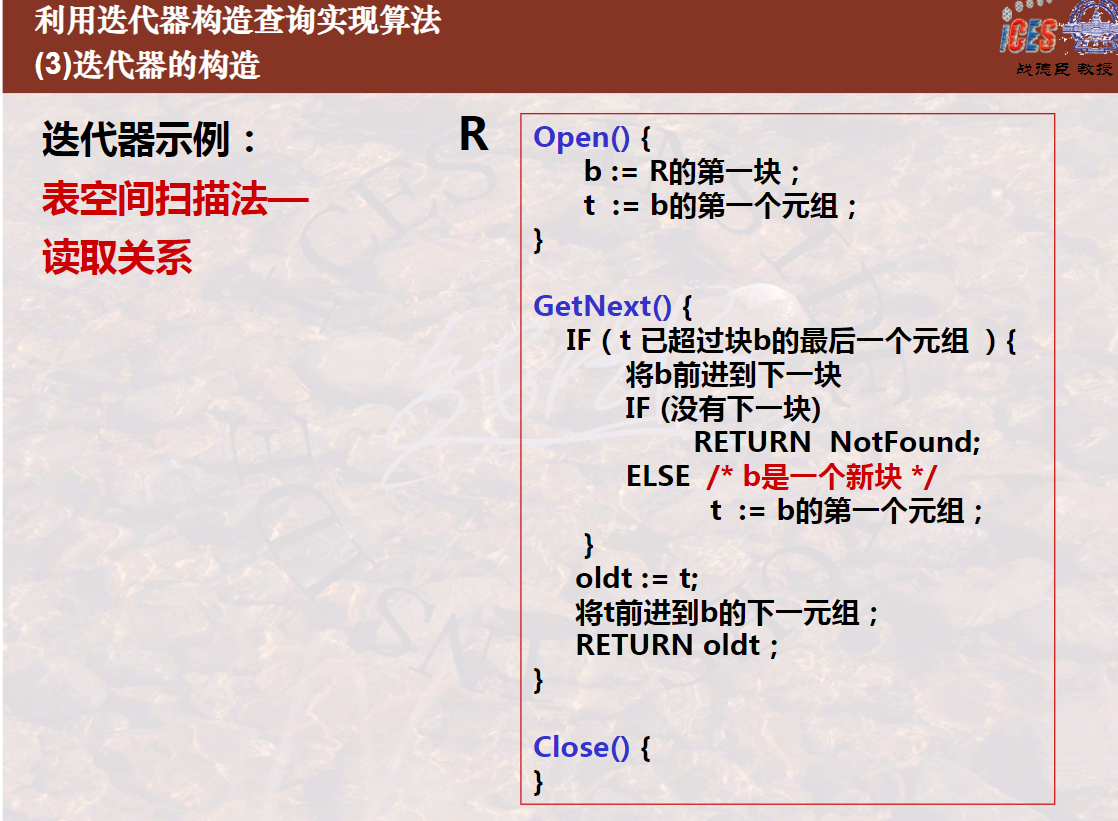 利用迭代器构造查询实现算法
(3)迭代器的构造
iCES
战德臣 教授
迭代器示例：
表空间扫描法—
读取关系
R
Open() {
b := R的第一块；
t := b的第一个元组；
}
GetNext() {
IF（t 已超过块b的最后一个元组 ）{
将b前进到下一块
IF (没有下一块)
RETURN NotFound;
ELSE /* b是一个新块 */
t := b的第一个元组；
}
oldt := t;
将t前进到b的下一元组；
RETURN oldt；
}
Close() {
}